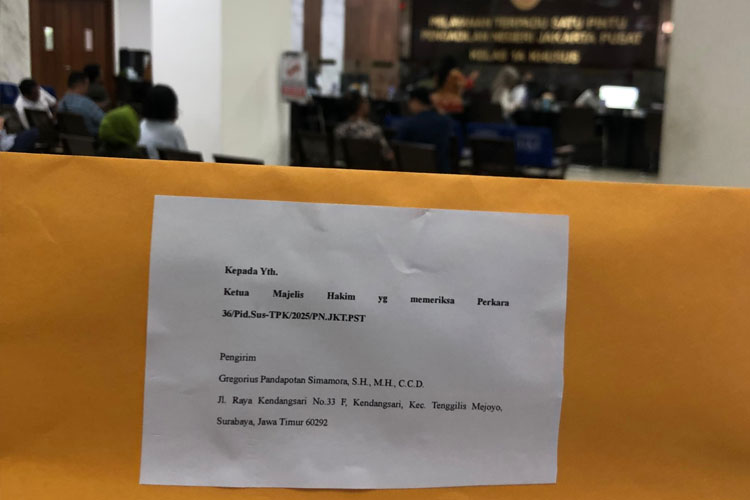 PELAYANAN TERPADU SATU PINTU
PENGADILAN NEGERI JAKARTA PUSAT
KELAS 1A KHUSUS
Kepada Yth.
Ketua Majelis Hakim yg memeriksa Perkara
36/Pid.Sus-TPK/2025/PN.JKT.PST
Pengirim
Gregorius Pandapotan Simamora, S.H., M.H., C.C.D.
Jl. Raya Kendangsari No.33 F, Kendangsari, Kec. Tenggilis Mejoyo,
Surabaya, Jawa Timur 60292